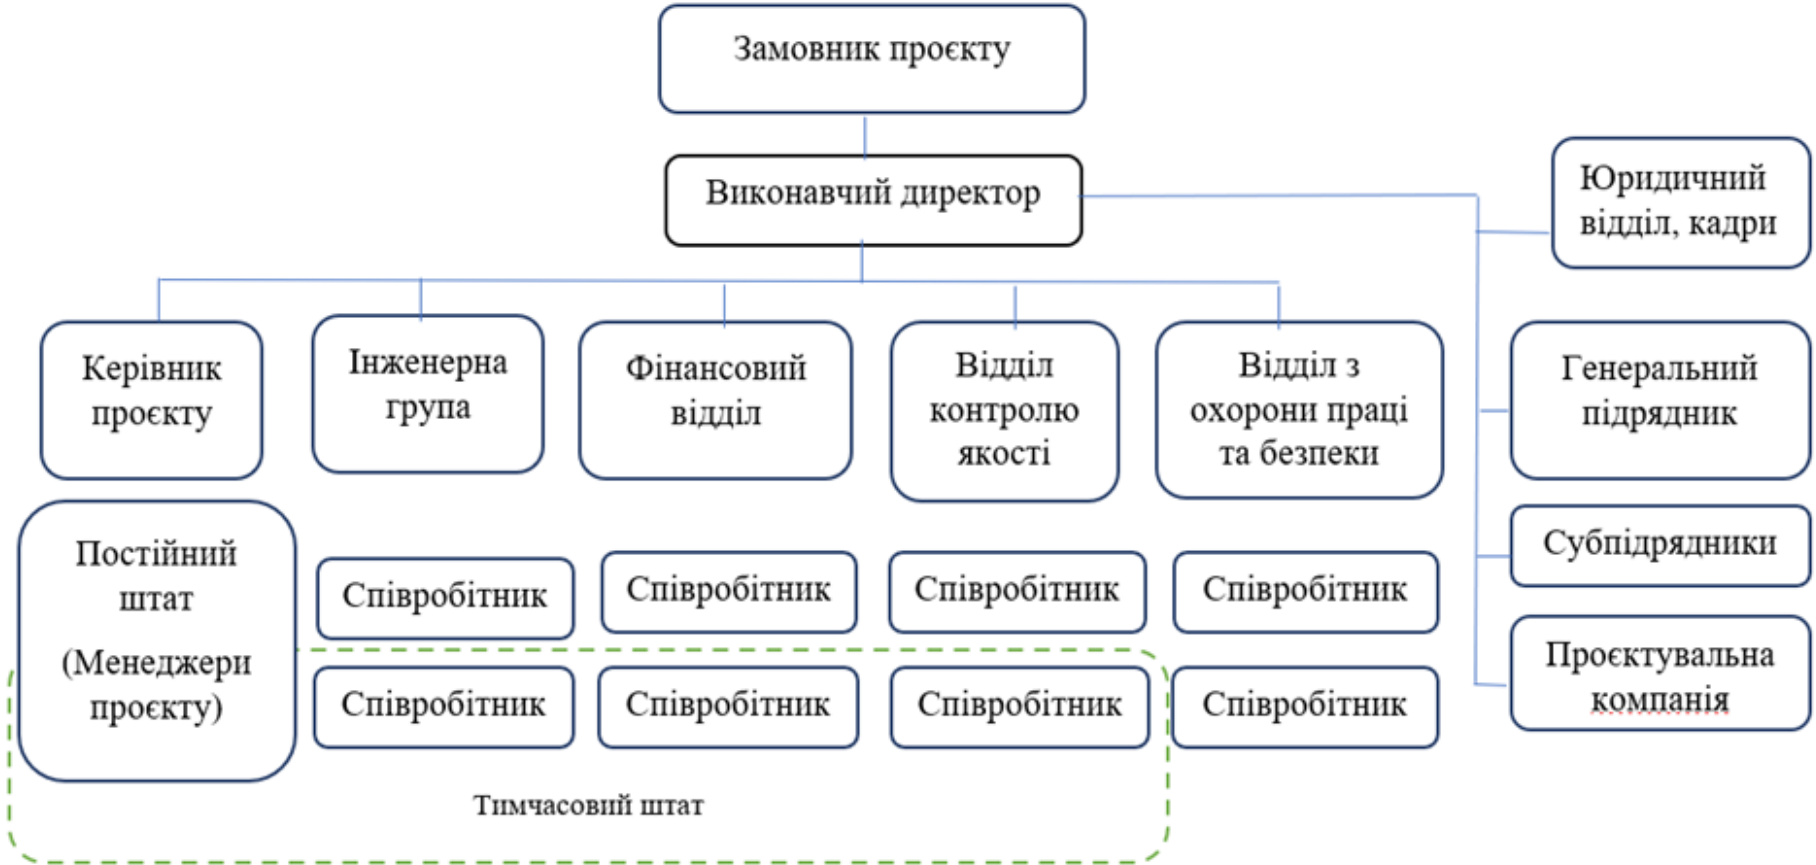 Замовник проєкту
Виконавчий директор
Юридичний
відділ, кадри
Керівник
проєкту
Інженерна
група
Фінансовий
відділ
Відділ
контролю
якості
Відділ з
охорони праці
та безпеки
Генеральний
підрядник
Постійний
штат
(Менеджери
проєкту)
Співробітник
Співробітник
Співробітник
Співробітник
Субпідрядники
Співробітник
Співробітник
Співробітник
Співробітник
Проєктувальна
компанія
Тимчасовий штат